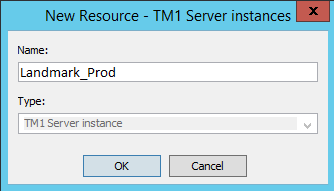 New Resource - TM1 Server instances
Name:
Landmark_Prod
Type:
TM1 Server instance
OK
Cancel